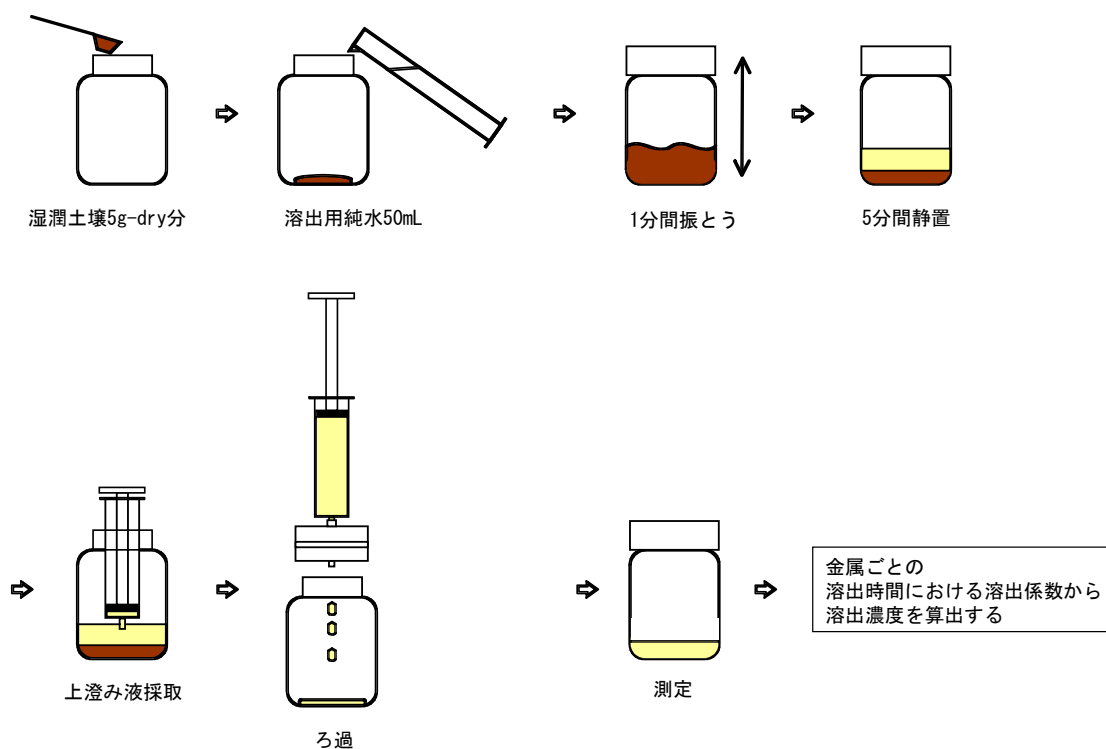 湿潤土壌5g-dry分
溶出用純水50mL
1分間振とう
5分間静置
上澄み液採取
ろ過
測定
金属ごとの
溶出時間における溶出係数から
溶出濃度を算出する